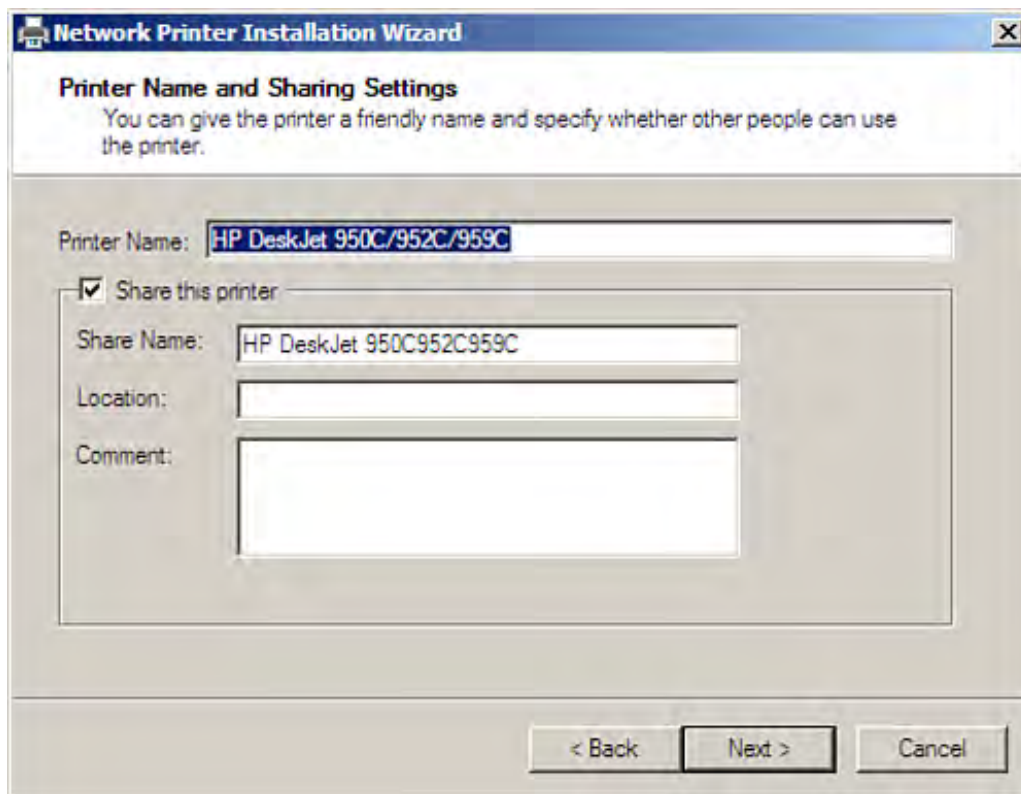 Network Printer Installation Wizard
Printer Name and Sharing Settings
You can give the printer a friendly name and specify whether other people can use
the printer.
Printer Name: HP DeskJet 950C/952C/959C
Share this printer
Share Name: HP DeskJet 950C952C959C
Location:
Comment:
< Back Next > Cancel